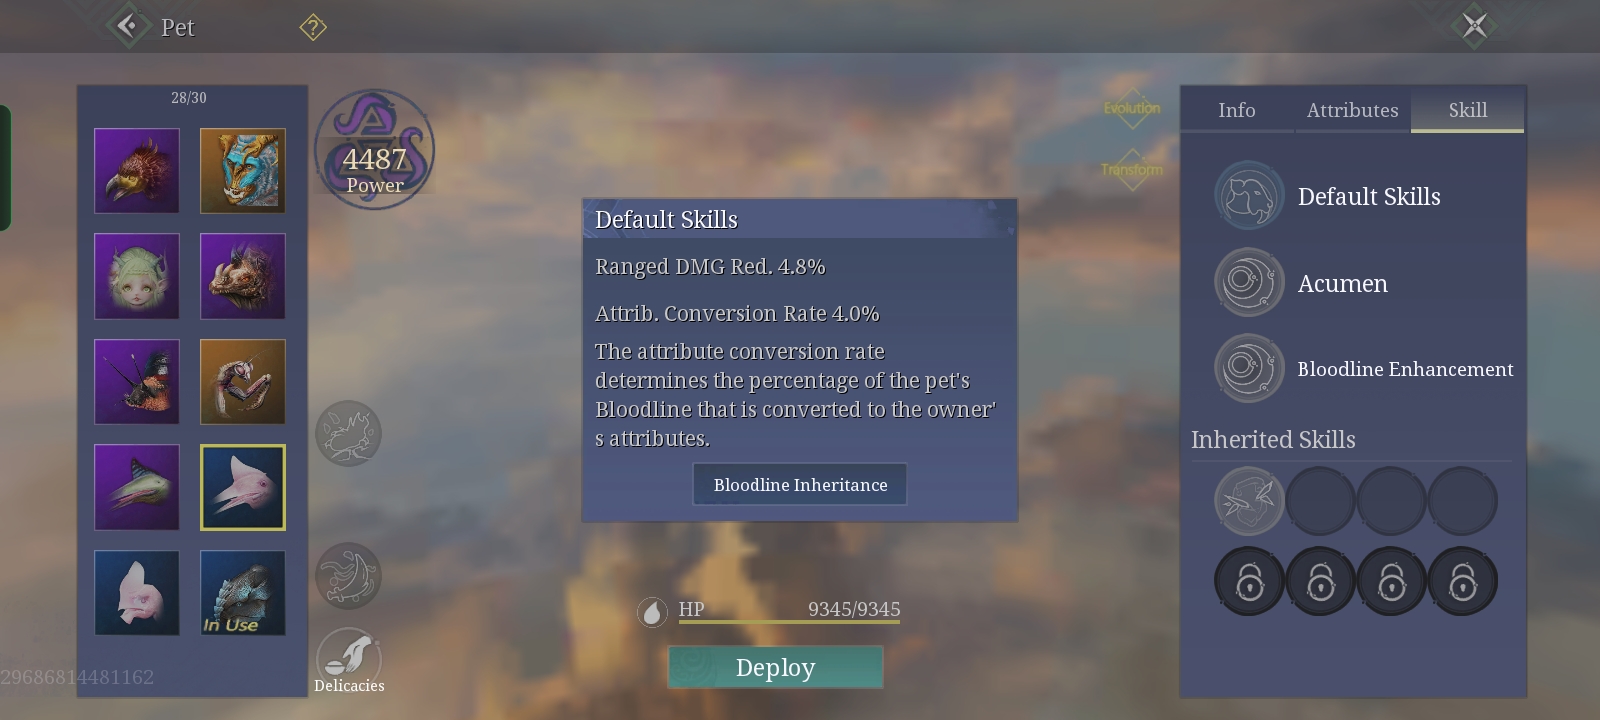 Pet
?
28/30
4487
Power
Evolution
Transform
Info
Attributes
Skill
Default Skills
Acumen
Bloodline Enhancement
Inherited Skills
Default Skills
Ranged DMG Red. 4.8%
Attrib. Conversion Rate 4.0%
The attribute conversion rate
determines the percentage of the pet's
Bloodline that is converted to the owner'
s attributes.
Bloodline Inheritance
HP
9345/9345
Deploy
In Use
Delicacies
29686814481162